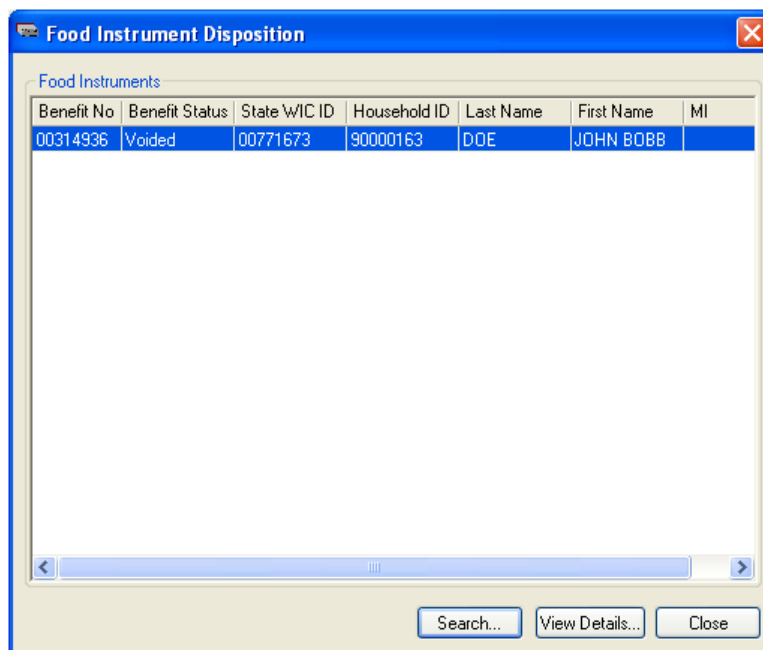 Food Instrument Disposition
Food Instruments
Benefit No Benefit Status State WIC ID Household ID Last Name First Name MI
00314936 Voided 00771673 90000163 DOE JOHN BOBB
Search... View Details... Close